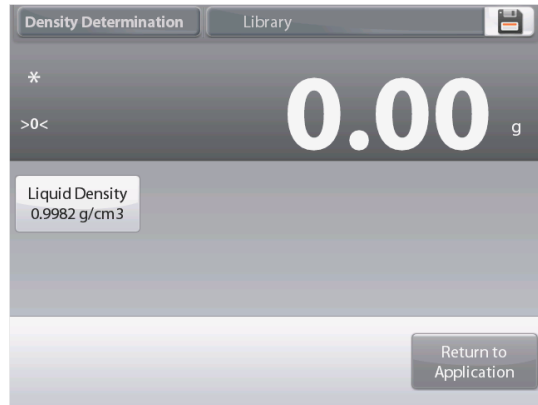 Density Determination
Library
*
>0<
0.00 g
Liquid Density
0.9982 g/cm3
Return to
Application